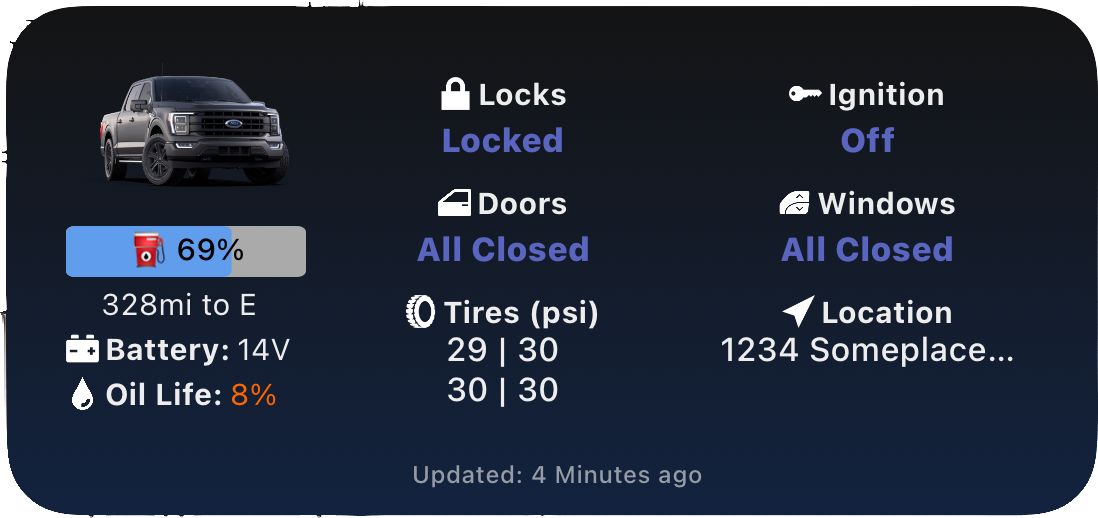 69%
328mi to E
Battery: 14V
Oil Life: 8%
Locks
Locked
Doors
All Closed
Tires (psi)
29 | 30
30 | 30
Ignition
Off
Windows
All Closed
Location
1234 Someplace...
Updated: 4 Minutes ago